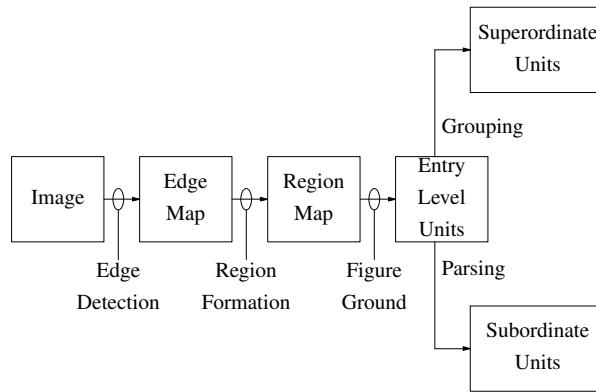 Superordinate
Units
Grouping
Image
Edge
Map
Region
Map
Entry
Level
Units
Edge
Detection
Region
Formation
Figure
Ground
Parsing
Subordinate
Units